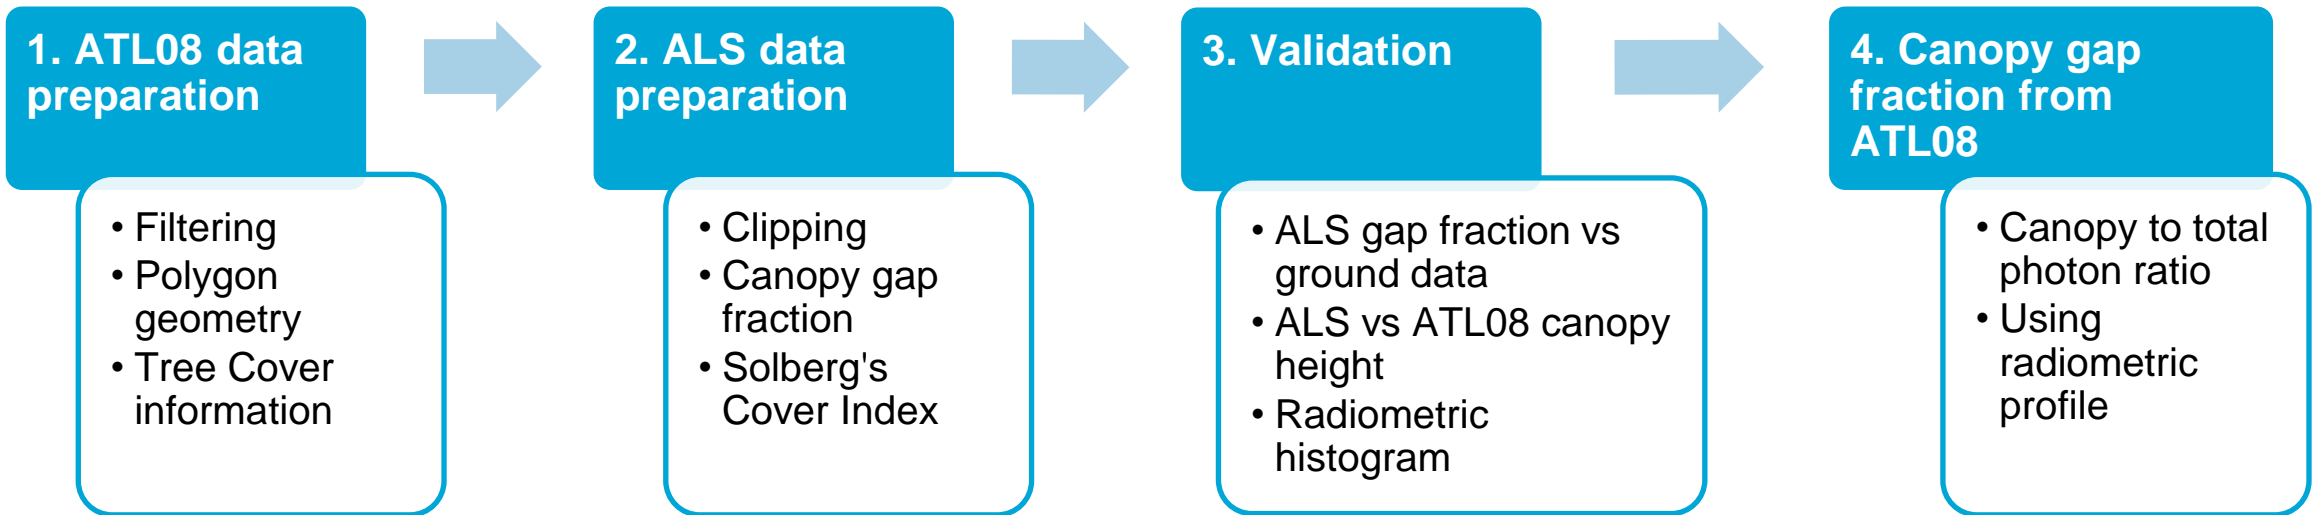 1. ATL08 data
preparation
• Filtering
• Polygon
geometry
• Tree Cover
information
2. ALS data
preparation
• Clipping
• Canopy gap
fraction
• Solberg's
Cover Index
3. Validation
• ALS gap fraction vs
ground data
• ALS vs ATL08 canopy
height
• Radiometric
histogram
4. Canopy gap
fraction from
ATL08
• Canopy to total
photon ratio
• Using
radiometric
profile